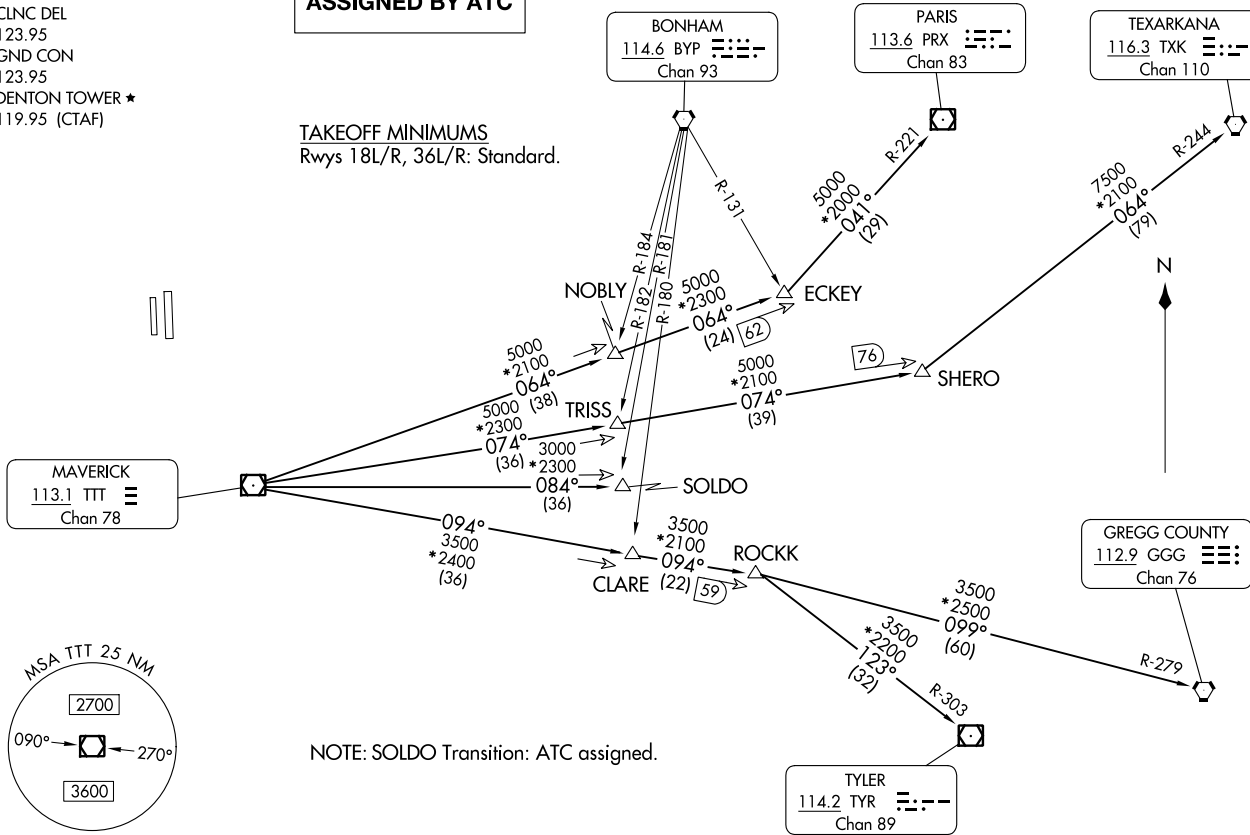 CLNC DEL
123.95
GND CON
123.95
DENTON TOWER ★
119.95 (CTAF)
ASSIGNED BY ATC
TAKEOFF MINIMUMS
Rwys 18L/R, 36L/R: Standard.
BONHAM
114.6 BYP
Chan 93
PARIS
113.6 PRX
Chan 83
TEXARKANA
116.3 TXK
Chan 110
R-221
R-244
R-131
R-184
R-181
R-182
R-180
5000
*2000
041°
(29)
7500
*2100
064°
(79)
N
NOBLY
5000
*2300
064°
(24)
62
ECKEY
5000
*2100
064°
(38)
TRISS
5000
*2100
074°
(39)
76
SHERO
5000
*2300
074°
(36)
3000
*2300
084°
(36)
SOLDO
MAVERICK
113.1 TTT
Chan 78
094°
3500
*2400
(36)
CLARE
3500
*2100
094°
(22)
59
ROCKK
3500
*2500
099°
(60)
R-279
3500
*2200
123°
(32)
R-303
GREGG COUNTY
112.9 GGG
Chan 76
MSA TTT 25 NM
2700
090°
270°
3600
NOTE: SOLDO Transition: ATC assigned.
TYLER
114.2 TYR
Chan 89